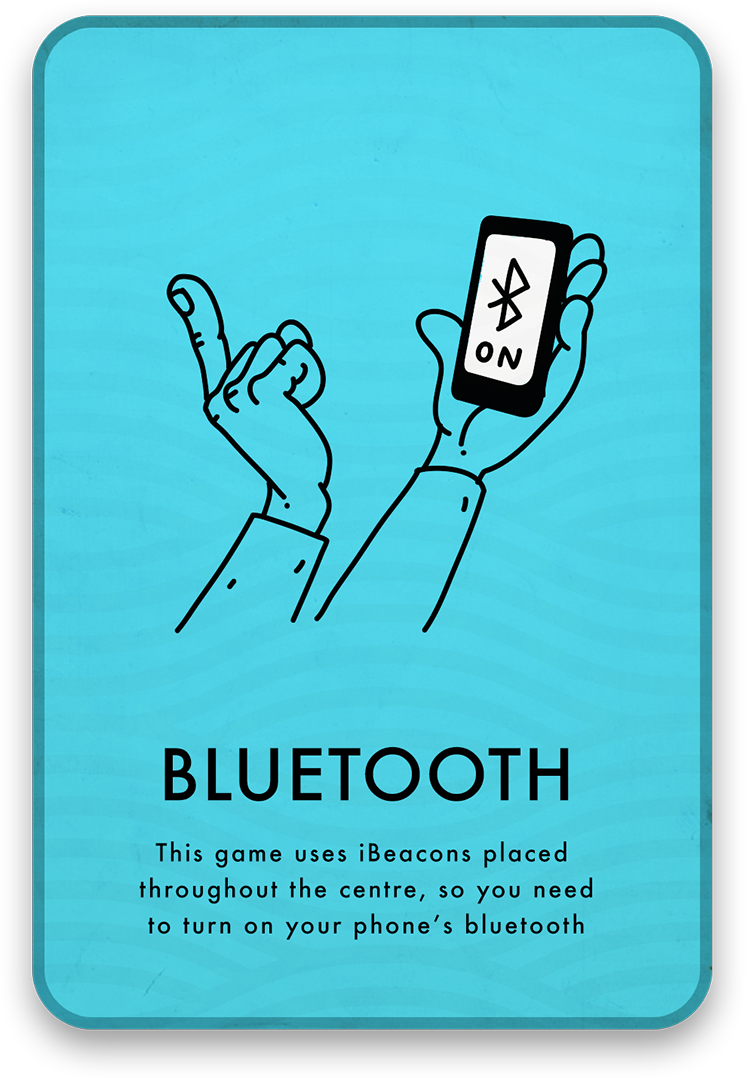 ON
BLUETOOTH
This game uses iBeacons placed
throughout the centre, so you need
to turn on your phone’s bluetooth